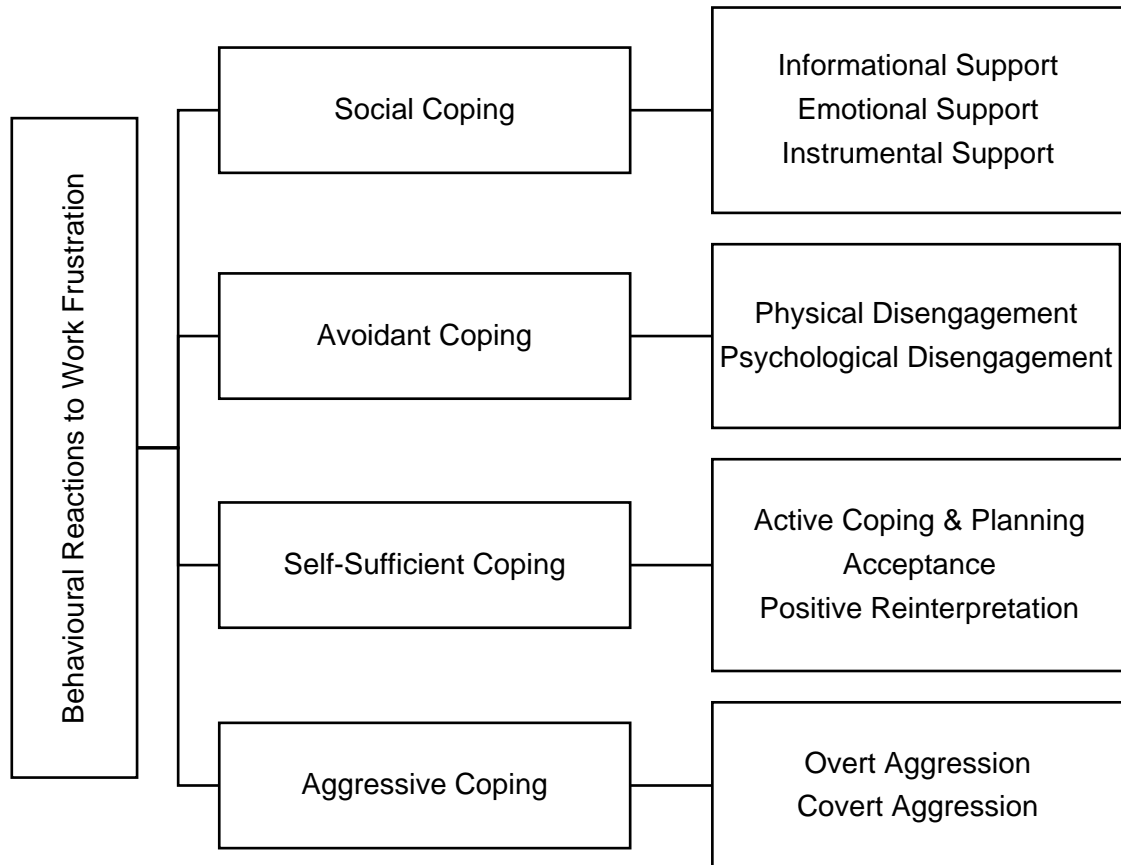 Behavioural Reactions to Work Frustration
Social Coping
Informational Support
Emotional Support
Instrumental Support
Avoidant Coping
Physical Disengagement
Psychological Disengagement
Self-Sufficient Coping
Active Coping & Planning
Acceptance
Positive Reinterpretation
Aggressive Coping
Overt Aggression
Covert Aggression